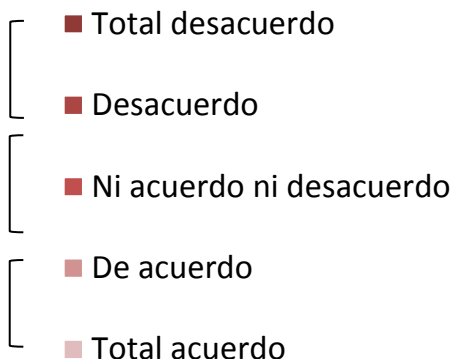 Total desacuerdo
Desacuerdo
Ni acuerdo ni desacuerdo
De acuerdo
Total acuerdo